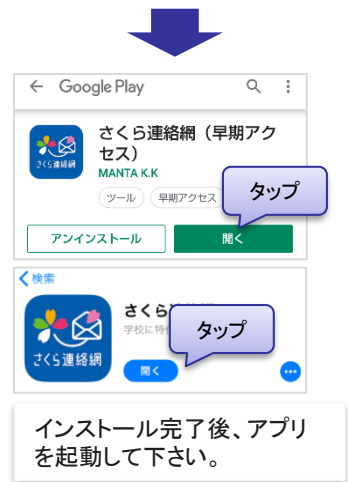 ← Google Play
さくら連絡網（早期アク
セス）
さくら連絡網
MANTA K.K
ツール 早期アクセス
タップ
アンインストール 開く
検索
さくら
学校に特
タップ
さくら連絡網
開く
インストール完了後、アプリ
を起動して下さい。